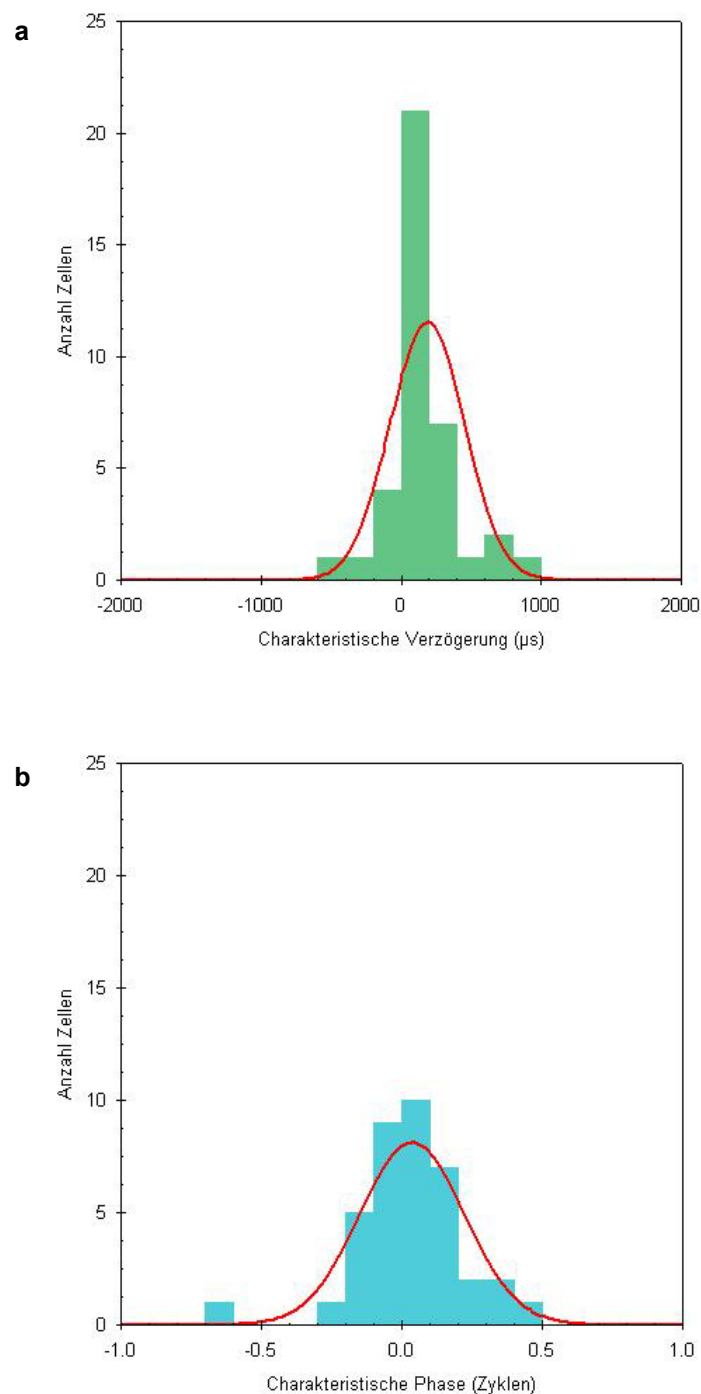 a
25
20
15
10
5
0
Anzahl Zellen
-2000 -1000 0 1000 2000
Charakteristische Verzögerung (µs)
b
25
20
15
10
5
0
Anzahl Zellen
-1.0 -0.5 0.0 0.5 1.0
Charakteristische Phase (Zyklen)